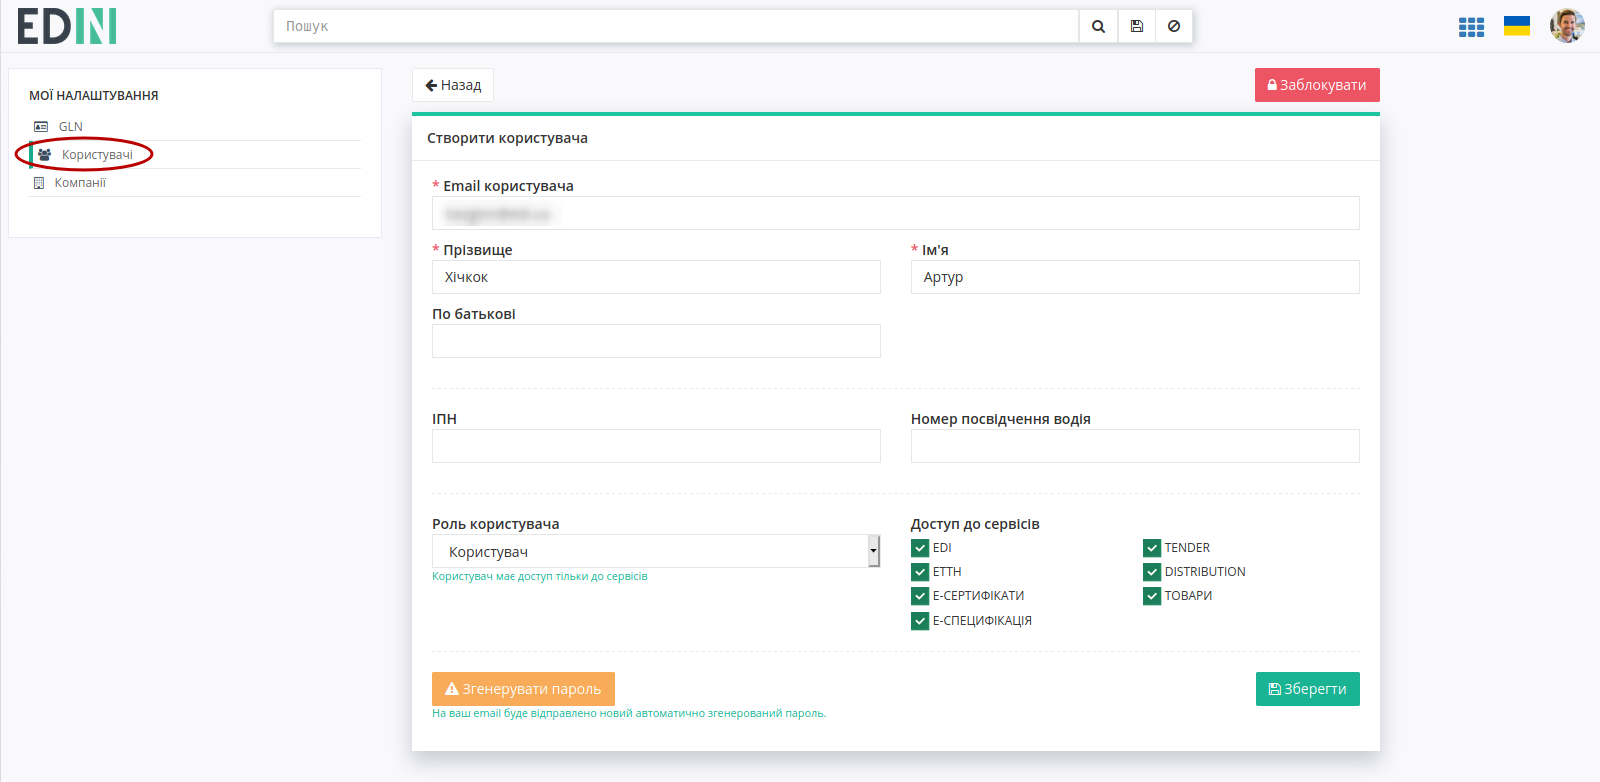 EDIN
Пошук
МОЇ НАЛАШТУВАННЯ
GLN
Користувачі
Компанії
Назад
Заблокувати
Створити користувача
* Email користувача
* Прізвище
* Ім'я
Хічкок
Артур
По батькові
ІПН
Номер посвідчення водія
Роль користувача
Доступ до сервісів
Користувач
Користувач має доступ тільки до сервісів
EDI
TENDER
ЕТТН
DISTRIBUTION
Е-СЕРТИФІКАТИ
ТОВАРИ
Е-СПЕЦИФІКАЦІЯ
Згенерувати пароль
Зберегти
На ваш email буде відправлено новий автоматично згенерований пароль.